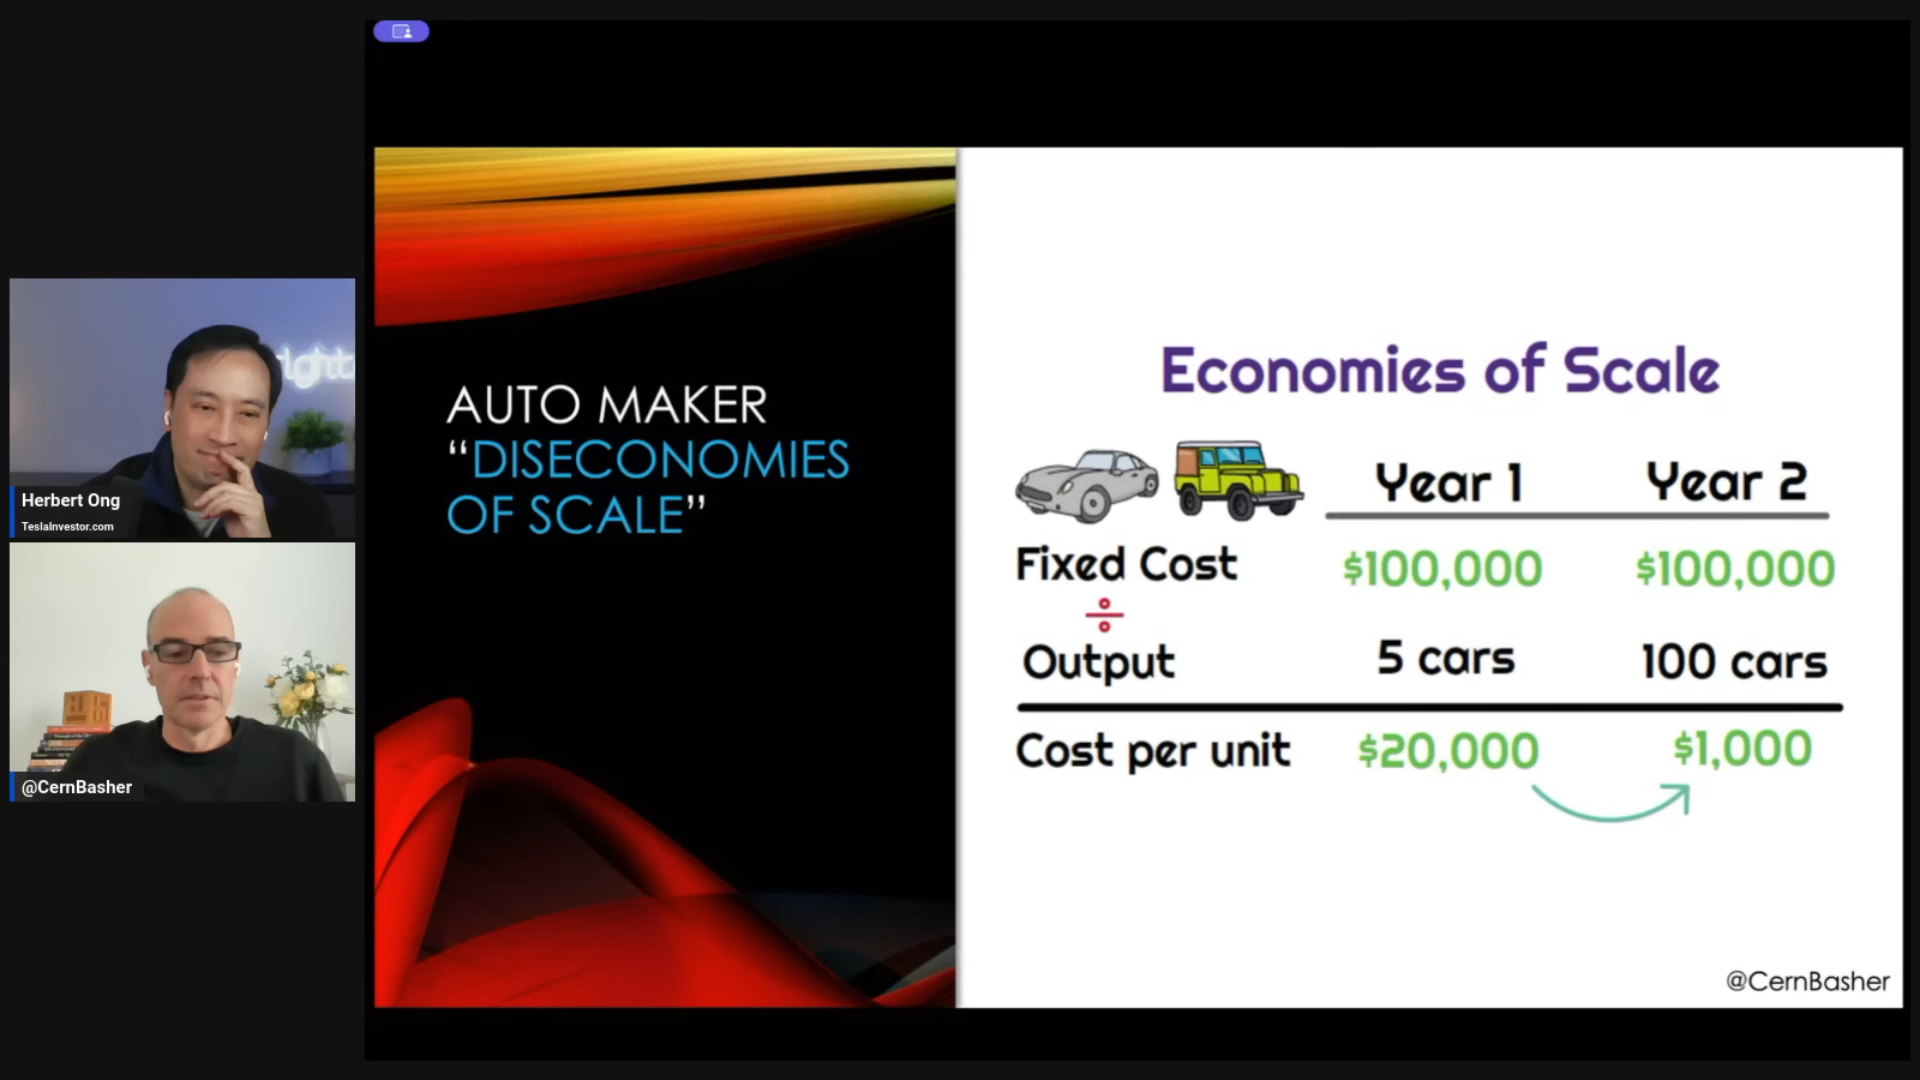 right
Herbert Ong
TeslaInvestor.com
@CernBasher
AUTO MAKER
“DISECONOMIES
OF SCALE”
Economies of Scale
Year 1 Year 2
Fixed Cost $100,000 $100,000
÷
Output 5 cars 100 cars
Cost per unit $20,000 $1,000
@CernBasher